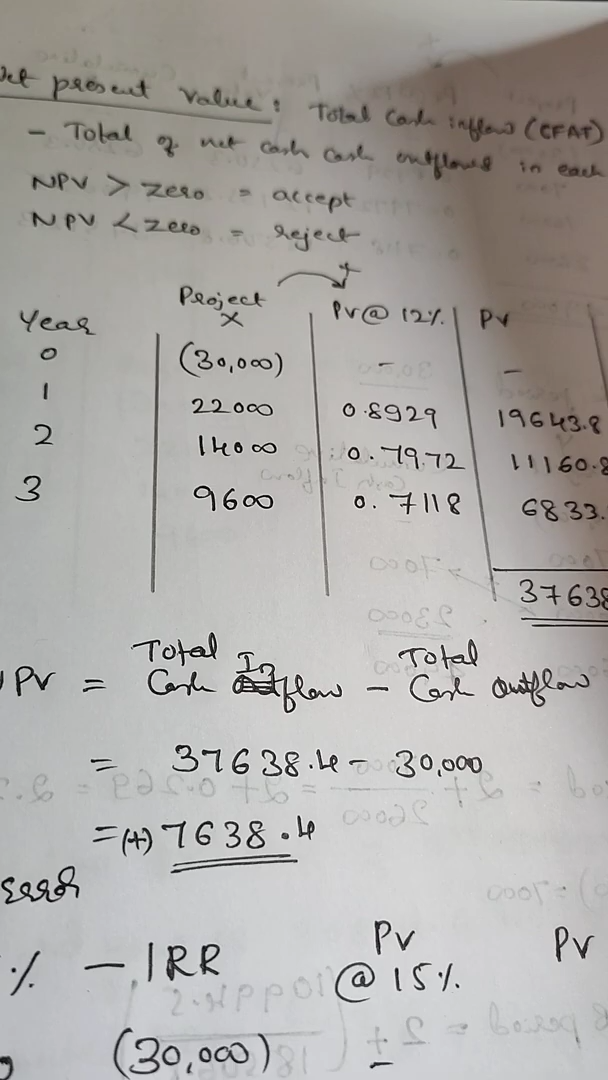 Net present value: Total Cash inflow (CFAT)
- Total of net cash cash outflows in each
NPV > zero = accept
NPV < zero = reject
Year Project X PV@ 12% PV
0 (30,000) - -
1 22000 0.8929 19643.8
2 14000 0.7972 11160.8
3 9600 0.7118 6833.
37638
PV = Total Cash Inflow - Total Cash Outflow
= 37638.4 - 30,000
= (+) 7638.4
Error
% - IRR PV @ 15% PV
(30,000) -